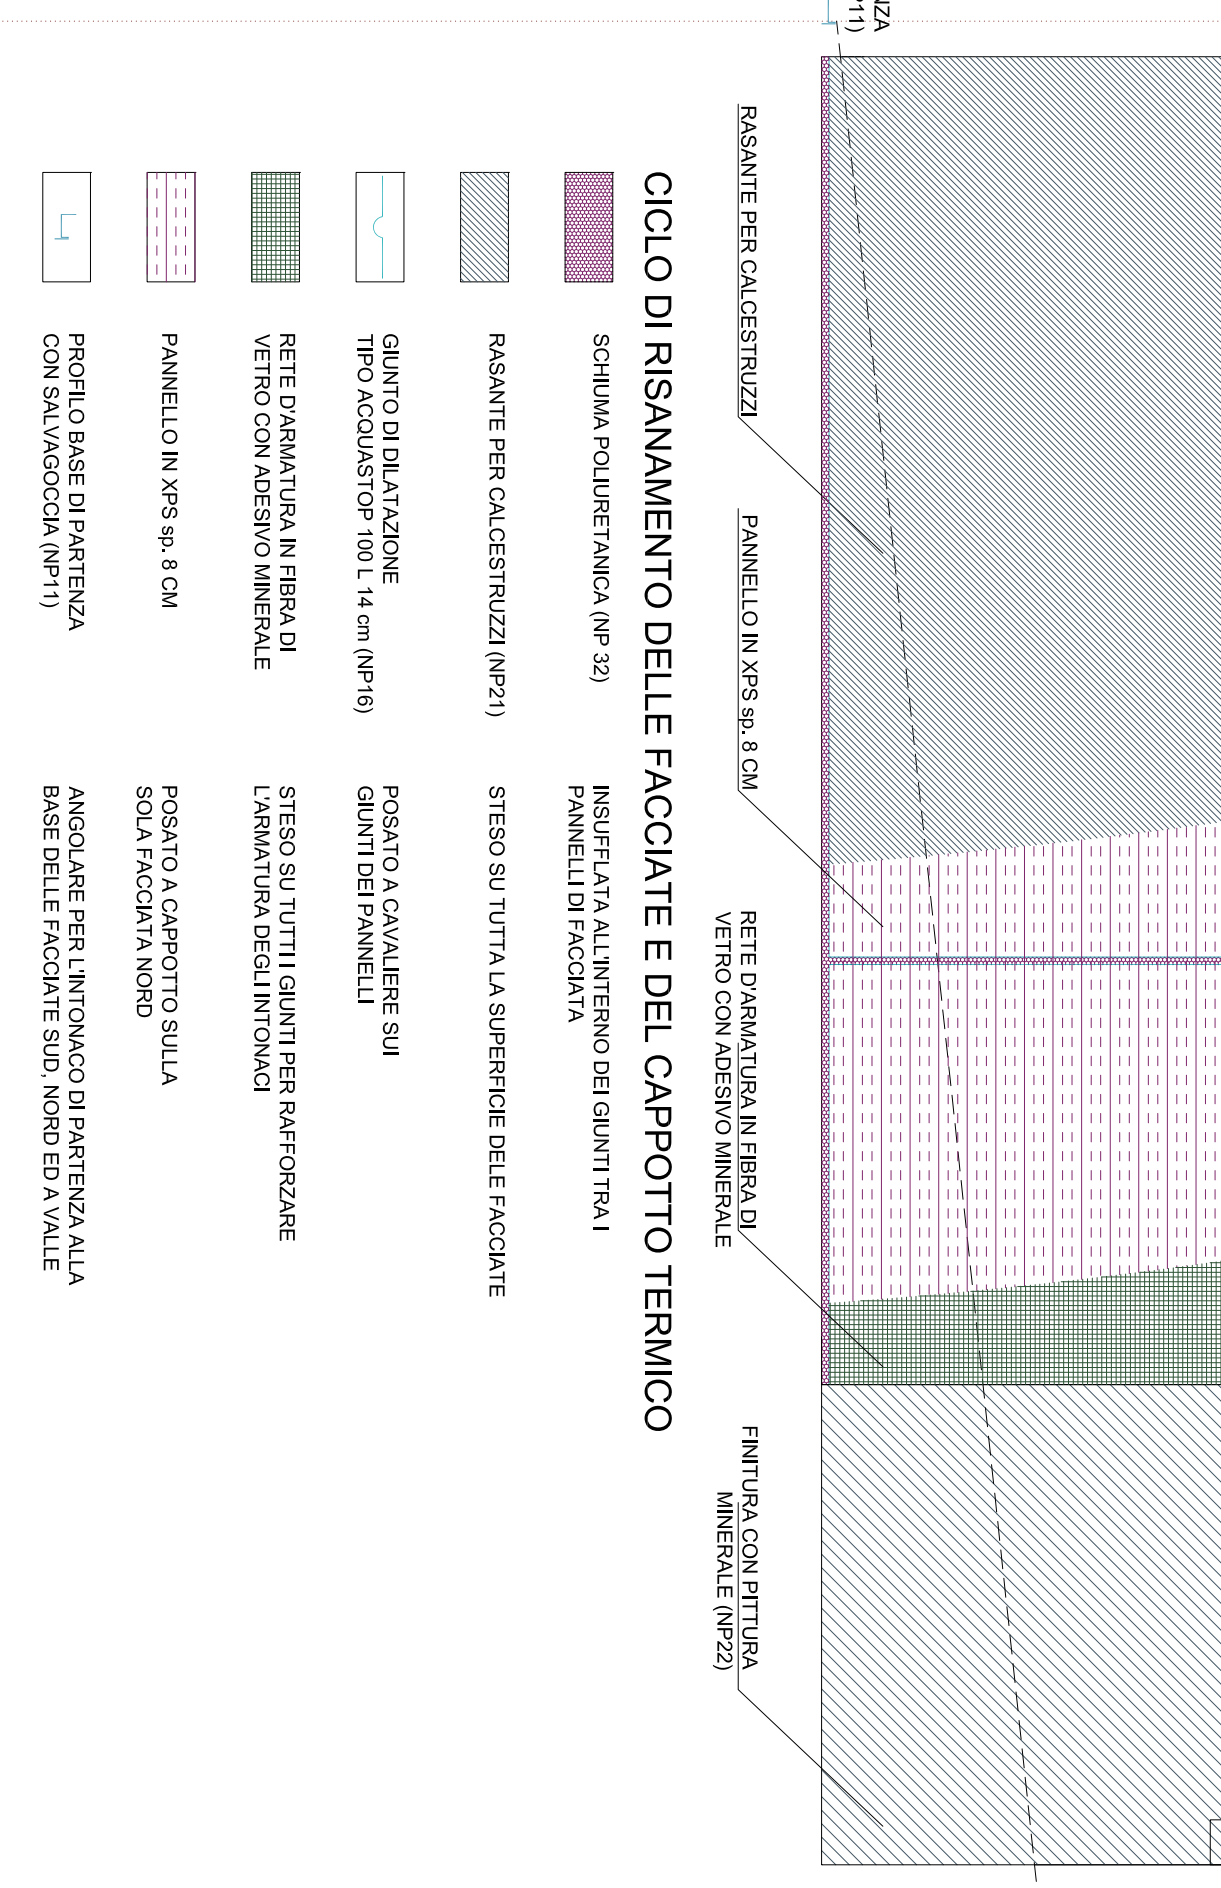 NZA
P11)
RASANTE PER CALCESTRUZZI
PANNELLO IN XPS sp. 8 CM
RETE D'ARMATURA IN FIBRA DI
VETRO CON ADESIVO MINERALE
FINITURA CON PITTURA
MINERALE (NP22)
CICLO DI RISANAMENTO DELLE FACCIATE E DEL CAPPOTTO TERMICO
SCHIUMA POLIURETANICA (NP 32)
INSUFFLATA ALL'INTERNO DEI GIUNTI TRA I
PANNELLI DI FACCIATA
RASANTE PER CALCESTRUZZI (NP21)
STESO SU TUTTA LA SUPERFICIE DELLE FACCIATE
GIUNTO DI DILATAZIONE
TIPO ACQUASTOP 100 L 14 cm (NP16)
POSATO A CAVALIERE SUI
GIUNTI DEI PANNELLI
RETE D'ARMATURA IN FIBRA DI
VETRO CON ADESIVO MINERALE
STESO SU TUTTI I GIUNTI PER RAFFORZARE
L'ARMATURA DEGLI INTONACI
PANNELLO IN XPS sp. 8 CM
POSATO A CAPPOTTO SULLA
SOLA FACCIATA NORD
PROFILO BASE DI PARTENZA
CON SALVAGOCCIA (NP11)
ANGOLARE PER L'INTONACO DI PARTENZA ALLA
BASE DELLE FACCIATE SUD, NORD ED A VALLE